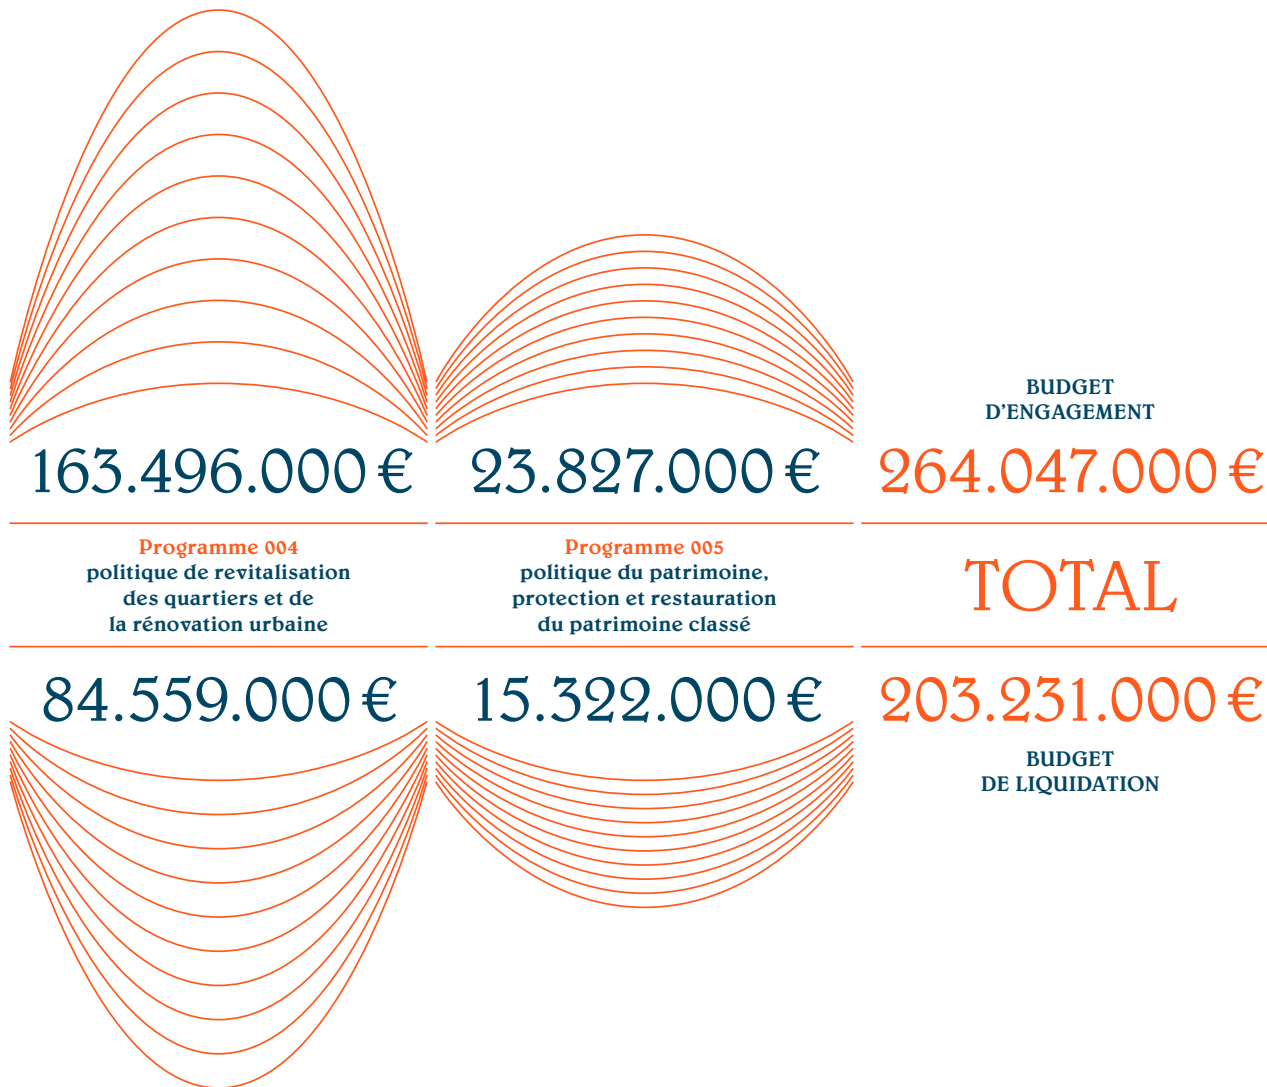 BUDGET
D’ENGAGEMENT
163.496.000 €
23.827.000 €
264.047.000 €
Programme 004
politique de revitalisation
des quartiers et de
la rénovation urbaine
Programme 005
politique du patrimoine,
protection et restauration
du patrimoine classé
TOTAL
84.559.000 €
15.322.000 €
203.231.000 €
BUDGET
DE LIQUIDATION